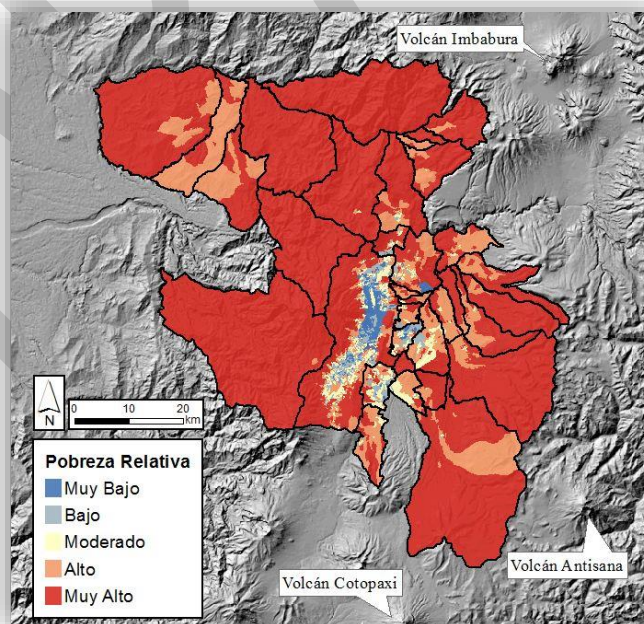 Volcán Imbabura
N
0 10 20
km
Pobreza Relativa
Muy Bajo
Bajo
Moderado
Alto
Muy Alto
Volcán Antisana
Volcán Cotopaxi